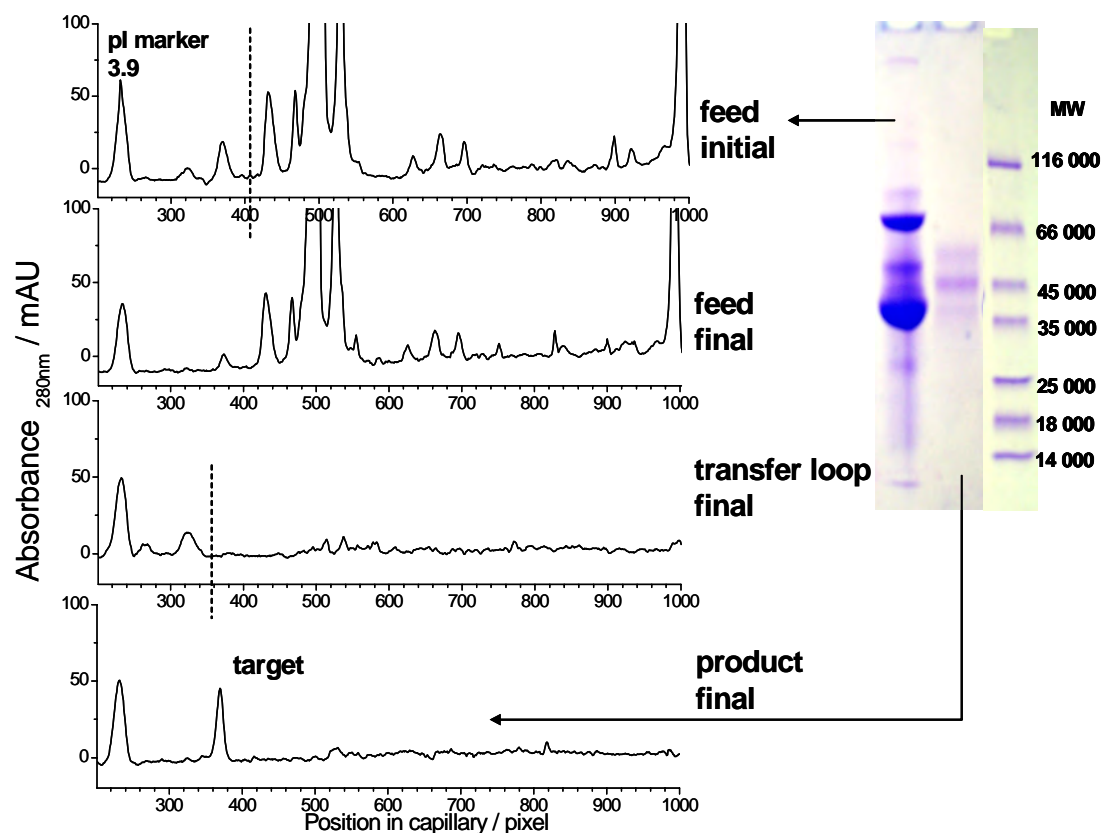 100
50
0
pI marker
3.9
300 400 500 600 700 800 900 1000
feed
initial
100
50
0
300 400 500 600 700 800 900 1000
feed
final
100
50
0
300 400 500 600 700 800 900 1000
transfer loop
final
100
50
0
target
300 400 500 600 700 800 900 1000
product
final
Position in capillary / pixel
Absorbance 280nm / mAU
MW
116 000
66 000
45 000
35 000
25 000
18 000
14 000